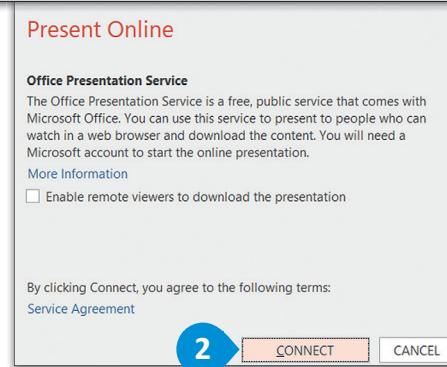 Present Online
Office Presentation Service
The Office Presentation Service is a free, public service that comes with
Microsoft Office. You can use this service to present to people who can
watch in a web browser and download the content. You will need a
Microsoft account to start the online presentation.
More Information
Enable remote viewers to download the presentation
By clicking Connect, you agree to the following terms:
Service Agreement
2 CONNECT CANCEL